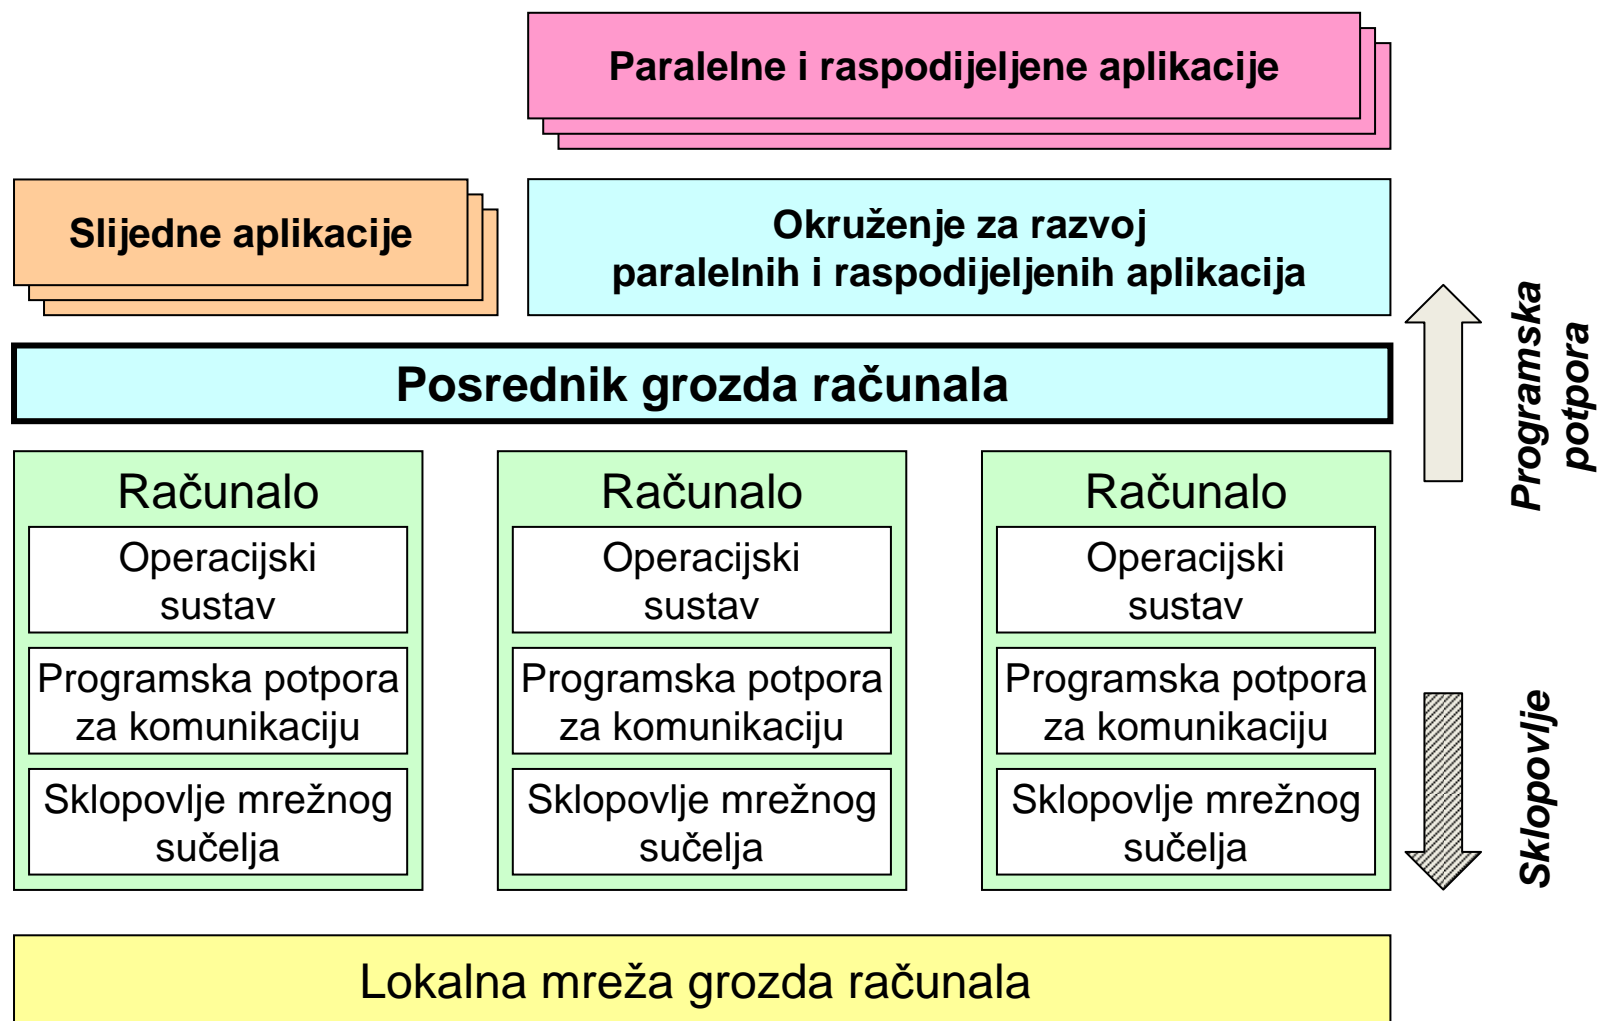 Paralelne i raspodijeljene aplikacije
Slijedne aplikacije
Okruženje za razvoj
paralelnih i raspodijeljenih aplikacija
Programska
potpora
Posrednik grozda računala
Računalo
Operacijski
sustav
Programska potpora
za komunikaciju
Sklopovlje mrežnog
sučelja
Računalo
Operacijski
sustav
Programska potpora
za komunikaciju
Sklopovlje mrežnog
sučelja
Računalo
Operacijski
sustav
Programska potpora
za komunikaciju
Sklopovlje mrežnog
sučelja
Sklopovlje
Lokalna mreža grozda računala